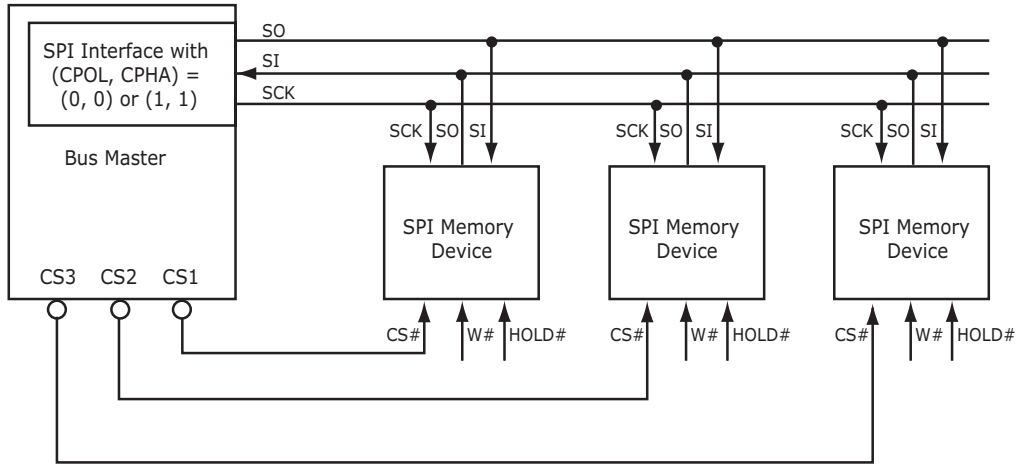 SPI Interface with
(CPOL, CPHA) =
(0, 0) or (1, 1)
Bus Master
SO
SI
SCK
SCK SO SI
SCK SO SI
SCK SO SI
SPI Memory
Device
SPI Memory
Device
SPI Memory
Device
CS3 CS2 CS1
CS# W# HOLD#
CS# W# HOLD#
CS# W# HOLD#